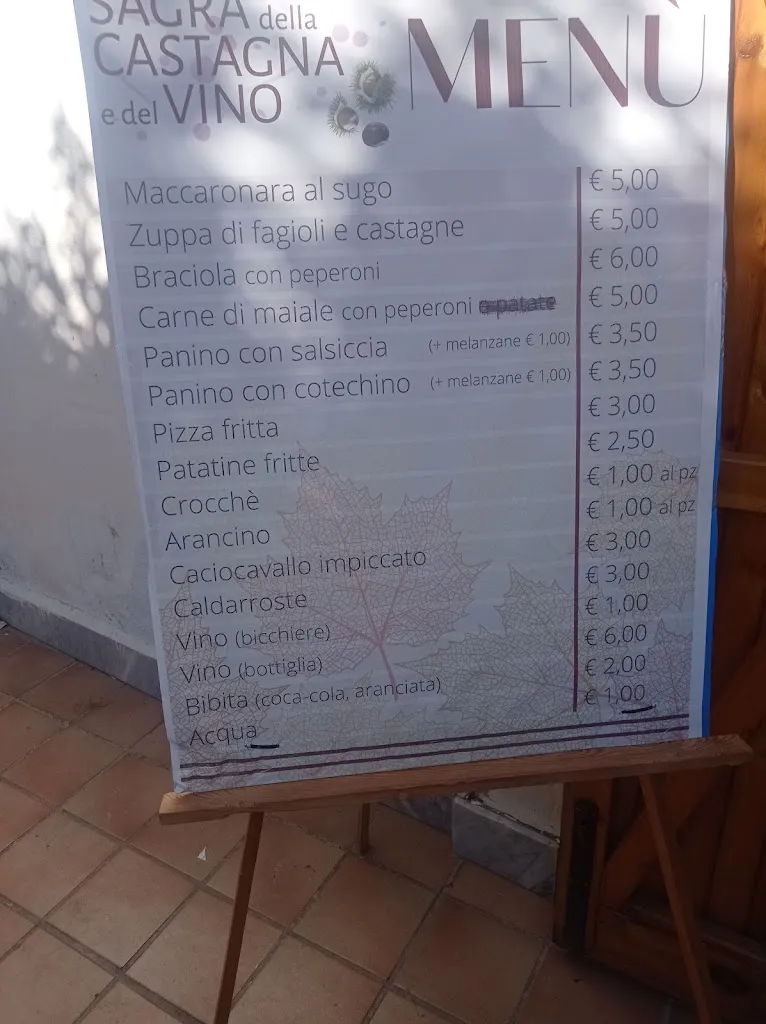 SAGRA della
CASTAGNA
e del VINO
MENÙ
Maccaronara al sugo € 5,00
Zuppa di fagioli e castagne € 5,00
Braciola con peperoni € 6,00
Carne di maiale con peperoni o patate € 5,00
Panino con salsiccia (+ melanzane € 1,00) € 3,50
Panino con cotechino (+ melanzane € 1,00) € 3,50
Pizza fritta € 3,00
Patatine fritte € 2,50
Crocchè € 1,00 al pz
Arancino € 1,00 al pz
Caciocavallo impiccato € 3,00
Caldarroste € 3,00
Vino (bicchiere) € 1,00
Vino (bottiglia) € 6,00
Bibita (coca-cola, aranciata) € 2,00
Acqua € 1,00